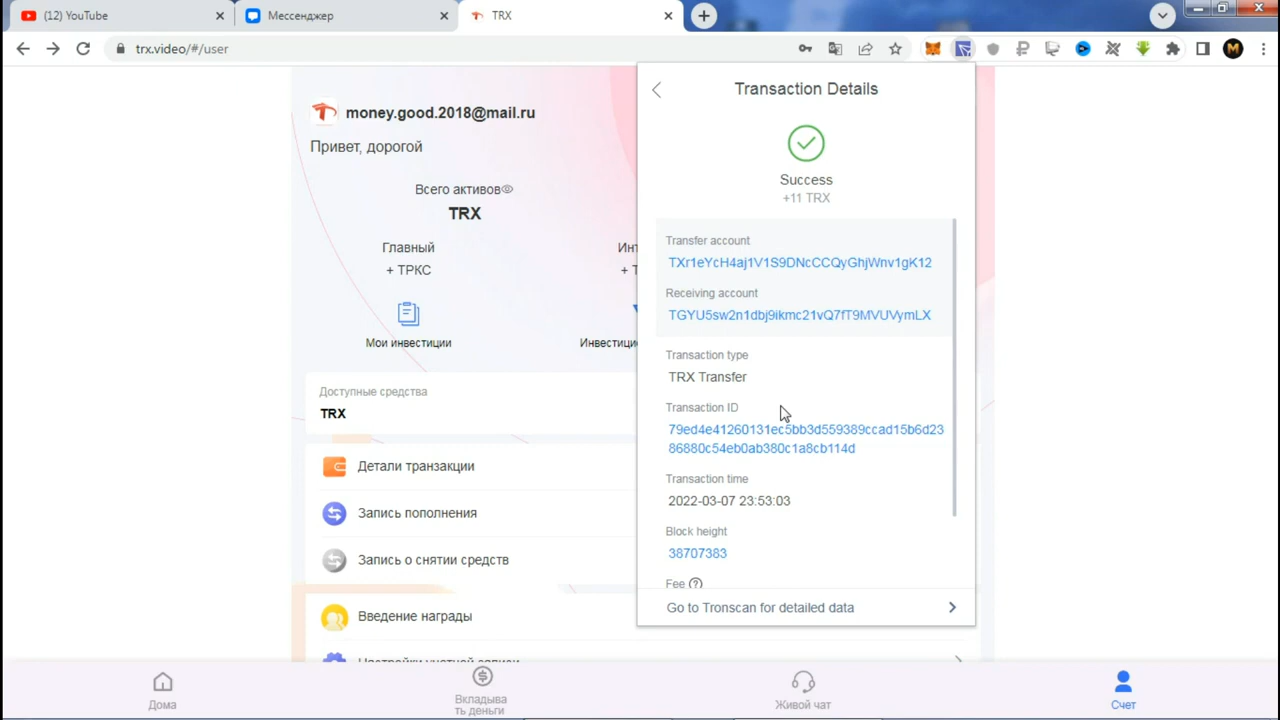 (12) YouTube
Мессенджер
TRX
trx.video/#/user
money.good.2018@mail.ru
Привет, дорогой
Всего активов
TRX
Главный
+ ТРКС
Мои инвестиции
Инвестиции
Доступные средства
TRX
Детали транзакции
Запись пополнения
Запись о снятии средств
Введение награды
Настройки учетной записи
Transaction Details
Success
+11 TRX
Transfer account
TXr1eYcH4aj1V1S9DNcCCQyGhjWnv1gK12
Receiving account
TGYU5sw2n1dbj9ikmc21vQ7fT9MVUVymLX
Transaction type
TRX Transfer
Transaction ID
79ed4e41260131ec5bb3d559389ccad15b6d23
86880c54eb0ab380c1a8cb114d
Transaction time
2022-03-07 23:53:03
Block height
38707383
Fee
Go to Tronscan for detailed data
Дома
Вкладыва
ть деньги
Живой чат
Счет